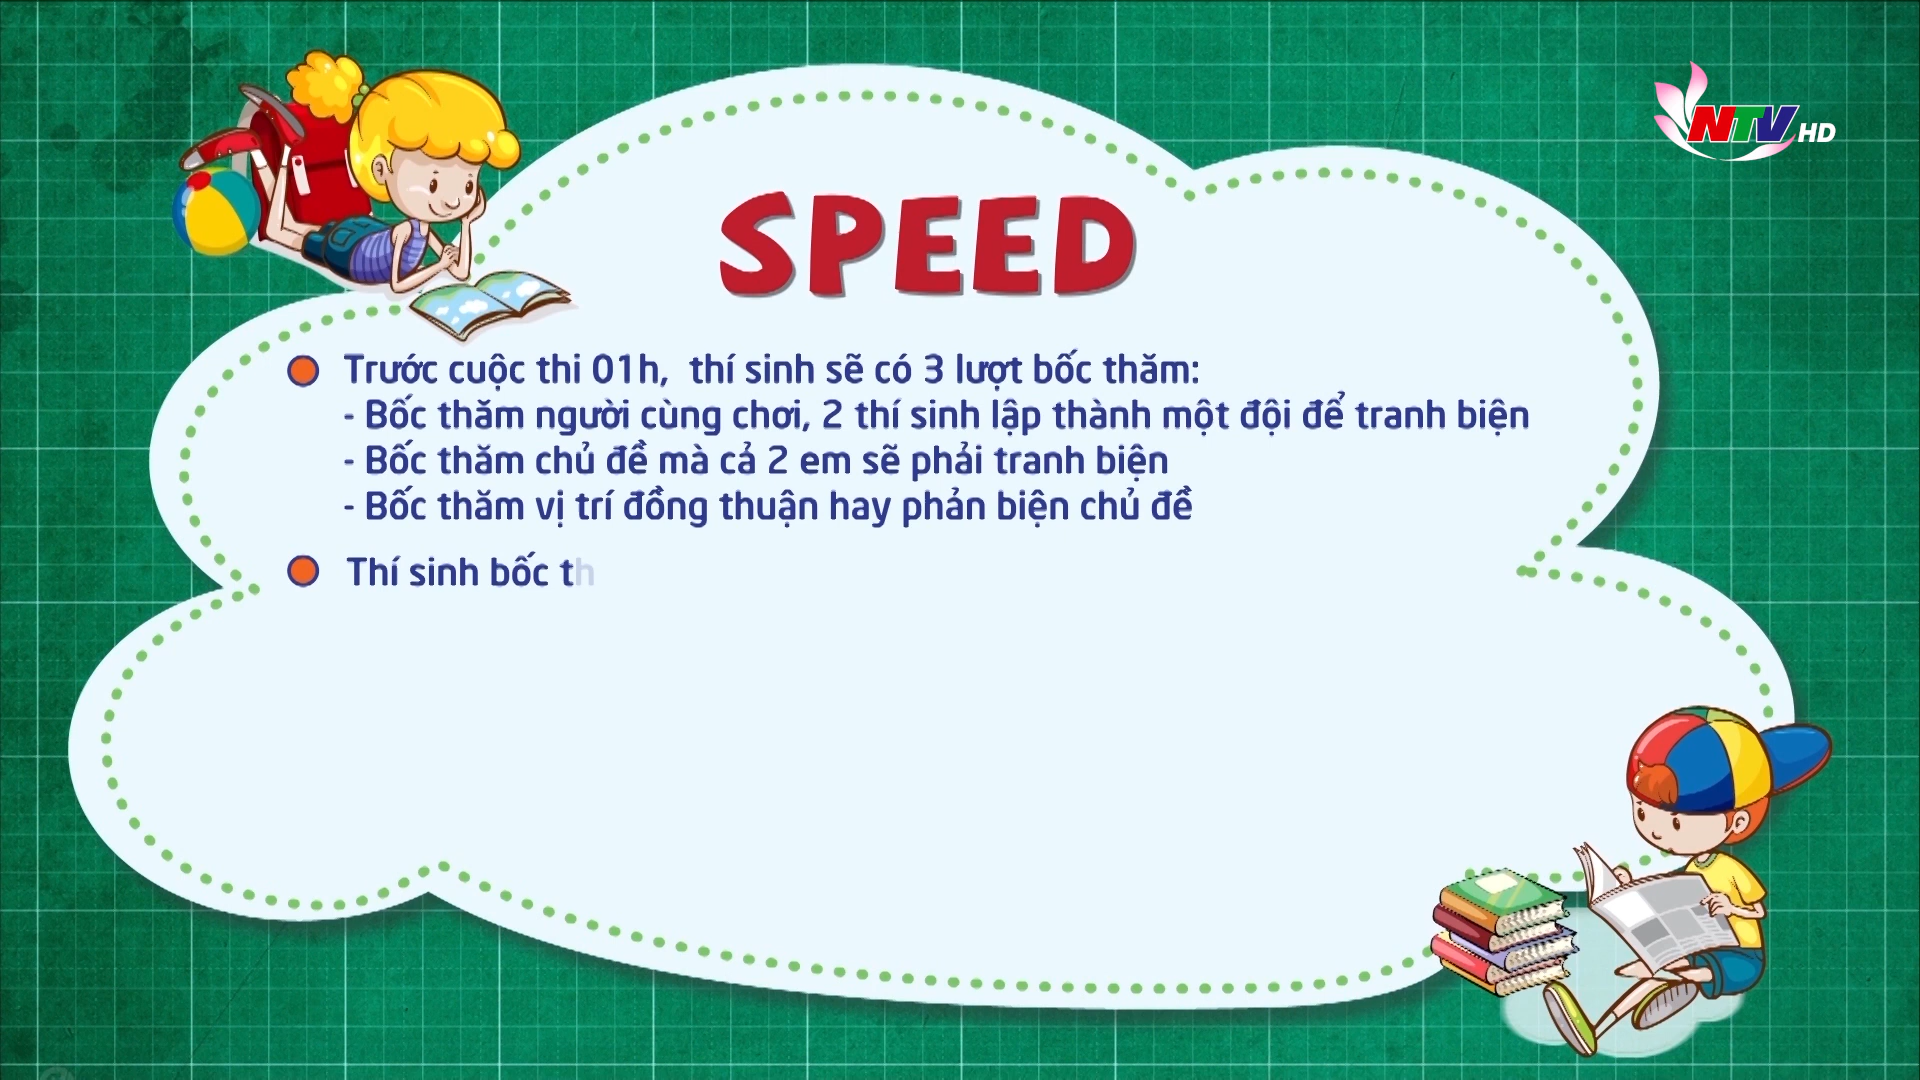 NTV HD
SPEED
Trước cuộc thi 01h, thí sinh sẽ có 3 lượt bốc thăm:
- Bốc thăm người cùng chơi, 2 thí sinh lập thành một đội để tranh biện
- Bốc thăm chủ đề mà cả 2 em sẽ phải tranh biện
- Bốc thăm vị trí đồng thuận hay phản biện chủ đề
Thí sinh bốc th